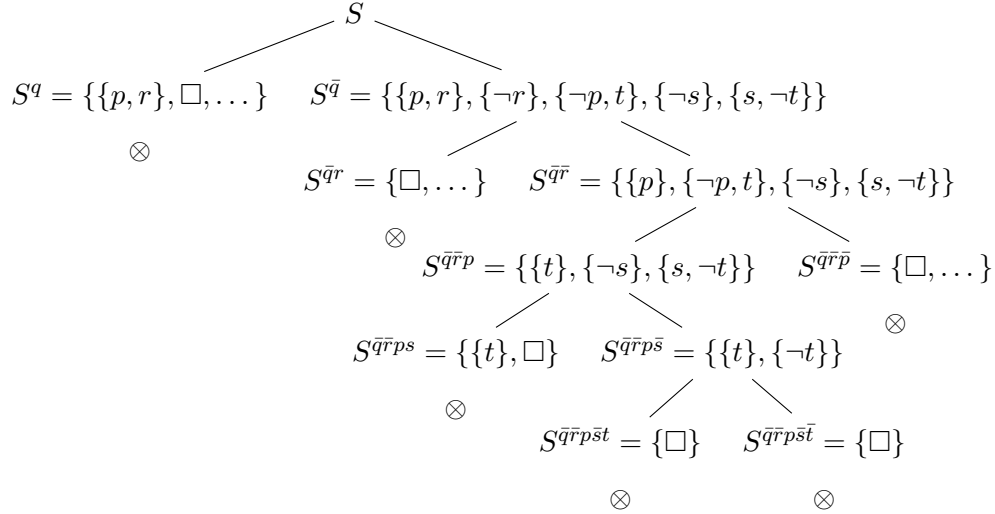 S
S^q = {{p, r}, □, . . . } S^q̄ = {{p, r}, {¬r}, {¬p, t}, {¬s}, {s, ¬t}}
⊗
S^q̄r = {□, . . . } S^q̄r̄ = {{p}, {¬p, t}, {¬s}, {s, ¬t}}
⊗
S^q̄r̄p = {{t}, {¬s}, {s, ¬t}} S^q̄r̄p̄ = {□, . . . }
⊗
S^q̄r̄ps = {{t}, □} S^q̄r̄ps̄ = {{t}, {¬t}}
⊗
S^q̄r̄ps̄t = {□} S^q̄r̄ps̄t̄ = {□}
⊗ ⊗